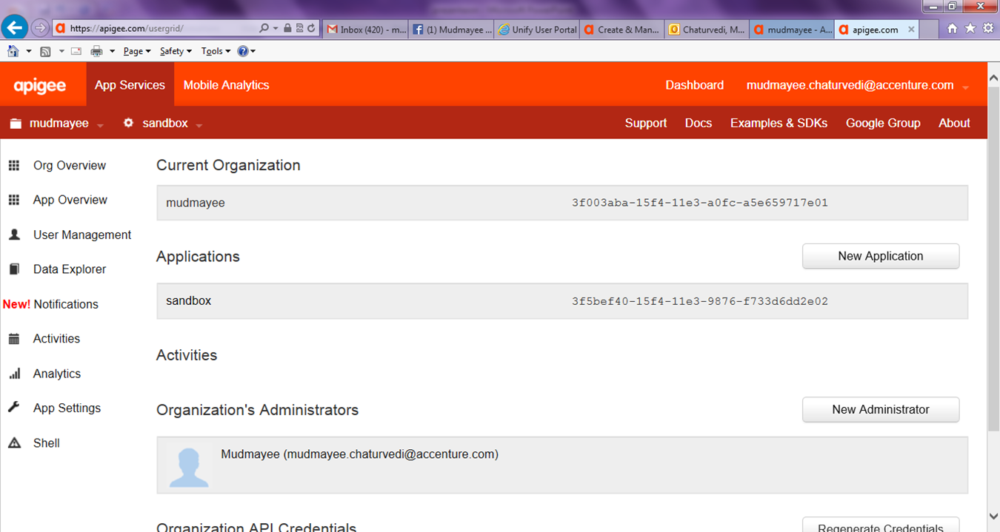 https://apigee.com/usergrid/
Inbox (420) - m...
(1) Mudmayee ...
Unify User Portal
Create & Man...
Chaturvedi, M...
mudmayee - A...
apigee.com
Page
Safety
Tools
apigee
App Services
Mobile Analytics
Dashboard
mudmayee.chaturvedi@accenture.com
mudmayee
sandbox
Support
Docs
Examples & SDKs
Google Group
About
Org Overview
App Overview
User Management
Data Explorer
New! Notifications
Activities
Analytics
App Settings
Shell
Current Organization
mudmayee
3f003aba-15f4-11e3-a0fc-a5e659717e01
Applications
New Application
sandbox
3f5bef40-15f4-11e3-9876-f733d6dd2e02
Activities
Organization's Administrators
New Administrator
Mudmayee (mudmayee.chaturvedi@accenture.com)
Organization API Credentials
Regenerate Credentials